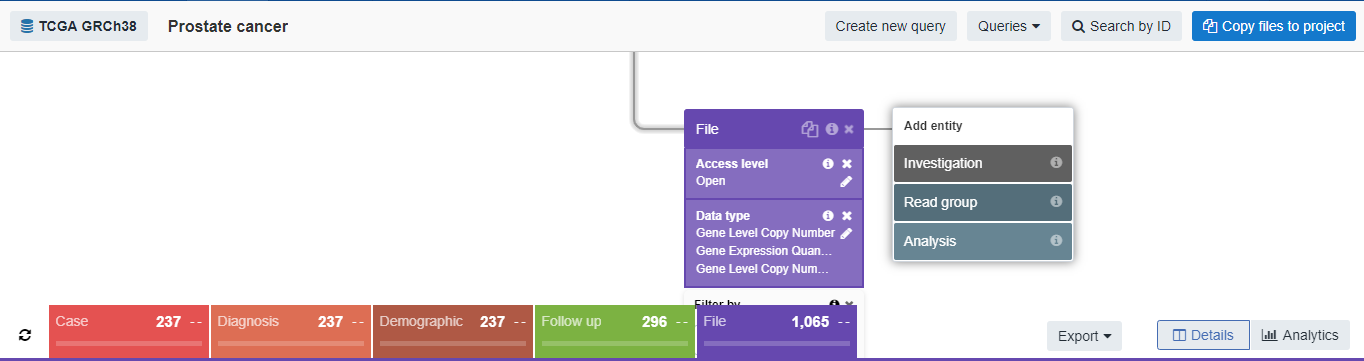 TCGA GRCh38
Prostate cancer
Create new query
Queries
Search by ID
Copy files to project
File
Access level
Open
Data type
Gene Level Copy Number
Gene Expression Quan...
Gene Level Copy Num...
Filter by
Add entity
Investigation
Read group
Analysis
Case 237 --
Diagnosis 237 --
Demographic 237 --
Follow up 296 --
File 1,065 --
Export
Details
Analytics